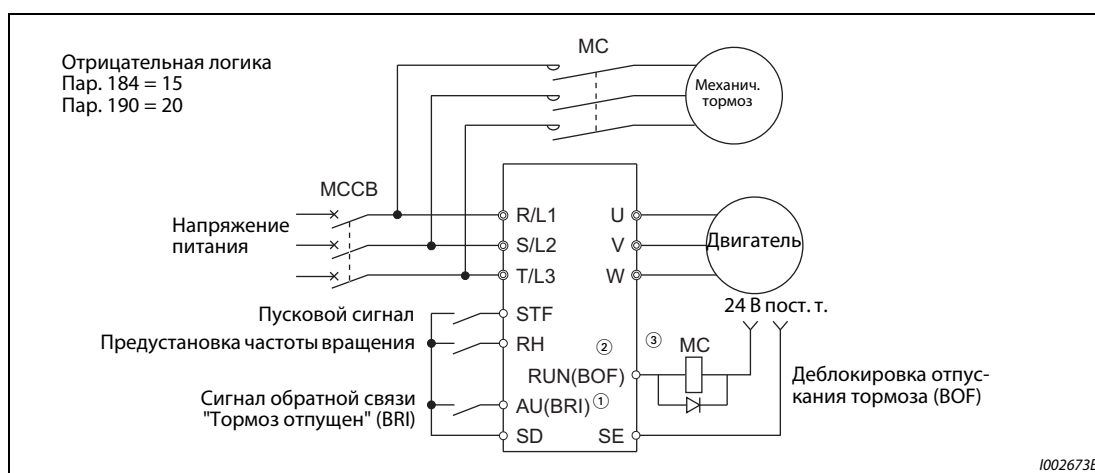 Отрицательная логика
Пар. 184 = 15
Пар. 190 = 20
MC
Механич.
тормоз
MCCB
Напряжение
питания
R/L1
S/L2
T/L3
U
V
W
Двигатель
24 В пост. т.
Пусковой сигнал
STF
Предустановка частоты вращения
RH
②
③
MC
RUN(BOF)
Деблокировка отпус-
кания тормоза (BOF)
Сигнал обратной связи
"Тормоз отпущен" (BRI)
AU(BRI)①
SD
SE
I002673E